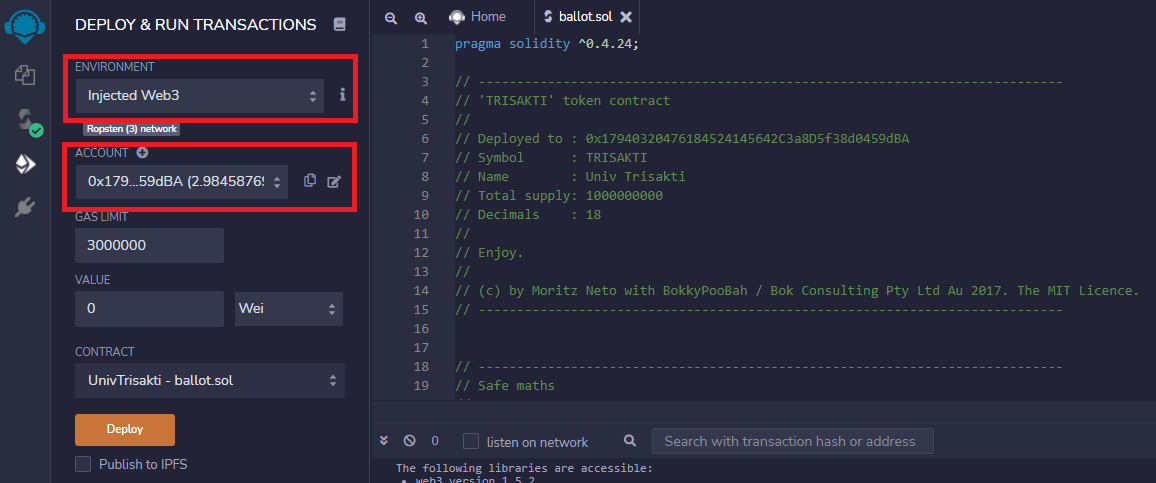 DEPLOY & RUN TRANSACTIONS
ENVIRONMENT
Injected Web3
Ropsten (3) network
ACCOUNT
0x179...59dBA (2.98458769
GAS LIMIT
3000000
VALUE
0
Wei
CONTRACT
UnivTrisakti - ballot.sol
Deploy
Publish to IPFS
Home
ballot.sol
1 pragma solidity ^0.4.24;
2
3 // ---------------------------------------------------------------------------
4 // 'TRISAKTI' token contract
5 //
6 // Deployed to : 0x17940320476184524145642C3a8D5f38d0459dBA
7 // Symbol      : TRISAKTI
8 // Name        : Univ Trisakti
9 // Total supply: 1000000000
10 // Decimals    : 18
11 //
12 // Enjoy.
13 //
14 // (c) by Moritz Neto with BokkyPooBah / Bok Consulting Pty Ltd Au 2017. The MIT Licence.
15 // ---------------------------------------------------------------------------
16
17
18 // ---------------------------------------------------------------------------
19 // Safe maths
0
listen on network
Search with transaction hash or address
The following libraries are accessible:
• web3 version 1.5.2